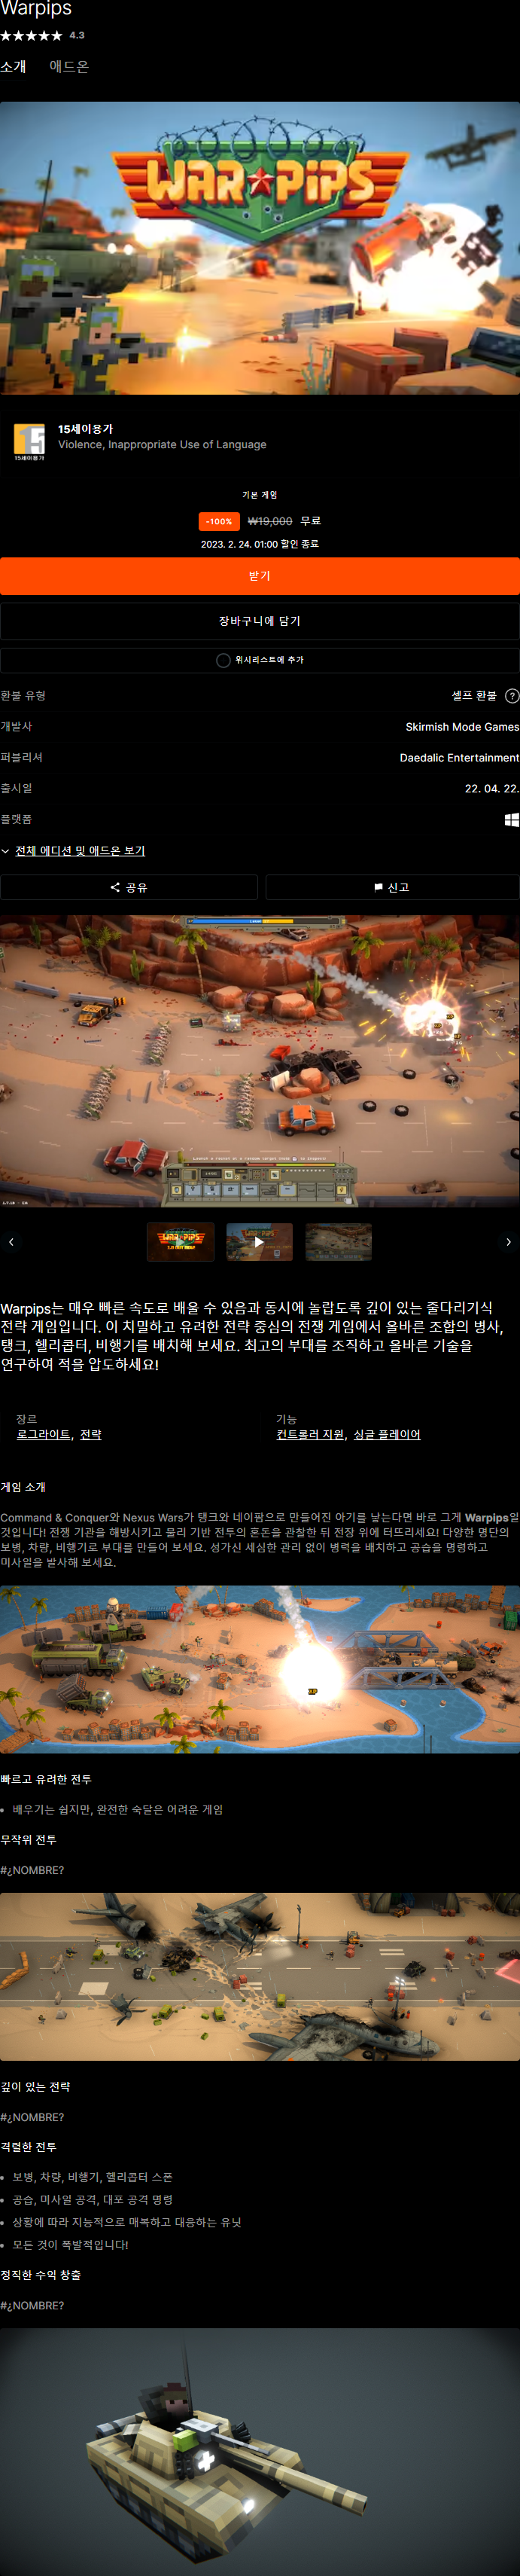 Warpips
4.3
소개 애드온
WAR PIPS
15세이용가
Violence, Inappropriate Use of Language
15세이용가
기본 게임
-100% ₩19,000 무료
2023. 2. 24. 01:00 할인 종료
받기
장바구니에 담기
위시리스트에 추가
환불 유형 셀프 환불 ?
개발사 Skirmish Mode Games
퍼블리셔 Daedalic Entertainment
출시일 22. 04. 22.
플랫폼
전체 에디션 및 애드온 보기
공유 신고
WAR PIPS
WAR PIPS
Warpips는 매우 빠른 속도로 배울 수 있음과 동시에 놀랍도록 깊이 있는 줄다리기식
전략 게임입니다. 이 치밀하고 유려한 전략 중심의 전쟁 게임에서 올바른 조합의 병사,
탱크, 헬리콥터, 비행기를 배치해 보세요. 최고의 부대를 조직하고 올바른 기술을
연구하여 적을 압도하세요!
장르 기능
로그라이트, 전략 컨트롤러 지원, 싱글 플레이어
게임 소개
Command & Conquer와 Nexus Wars가 탱크와 네이팜으로 만들어진 아기를 낳는다면 바로 그게 Warpips일
것입니다! 전쟁 기관을 해방시키고 물리 기반 전투의 혼돈을 관찰한 뒤 전장 위에 터뜨리세요! 다양한 명단의
보병, 차량, 비행기로 부대를 만들어 보세요. 성가신 세심한 관리 없이 병력을 배치하고 공습을 명령하고
미사일을 발사해 보세요.
빠르고 유려한 전투
• 배우기는 쉽지만, 완전한 숙달은 어려운 게임
무작위 전투
#¿NOMBRE?
깊이 있는 전략
#¿NOMBRE?
격렬한 전투
• 보병, 차량, 비행기, 헬리콥터 스폰
• 공습, 미사일 공격, 대포 공격 명령
• 상황에 따라 지능적으로 매복하고 대응하는 유닛
• 모든 것이 폭발적입니다!
정직한 수익 창출
#¿NOMBRE?